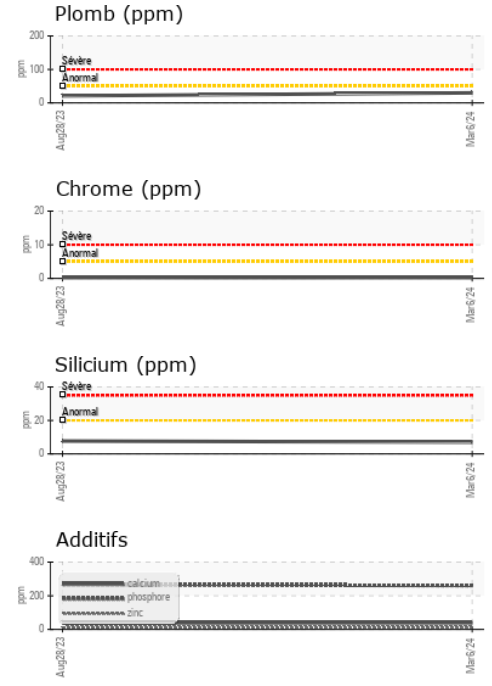 Plomb (ppm)
200
Sévère
100
Anormal
0
ppm
Aug28/23
Mar6/24
Chrome (ppm)
20
Sévère
10
Anormal
0
ppm
Aug28/23
Mar6/24
Silicium (ppm)
40
Sévère
Anormal
20
0
ppm
Aug28/23
Mar6/24
Additifs
400
calcium
200
phosphore
zinc
0
ppm
Aug28/23
Mar6/24